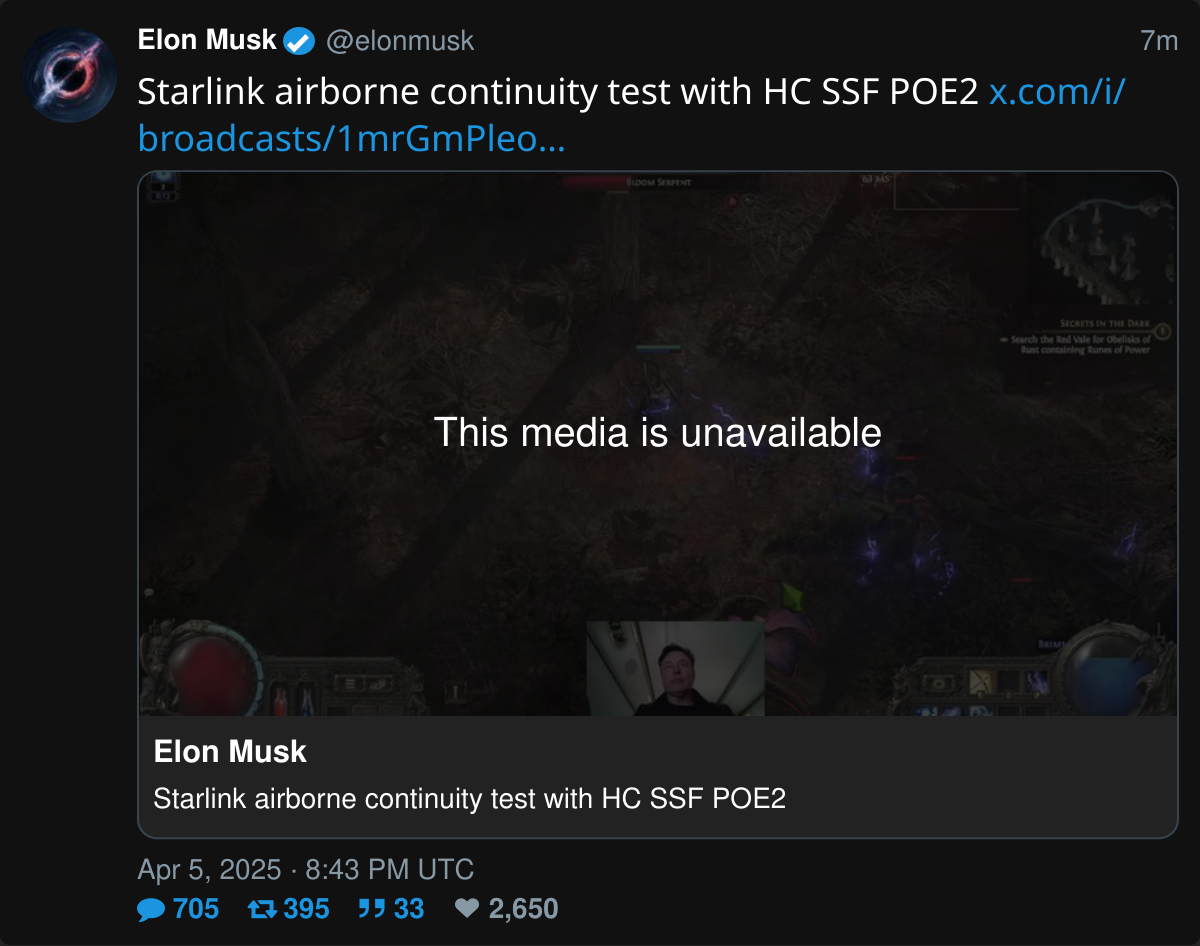 Elon Musk @elonmusk 7m
Starlink airborne continuity test with HC SSF POE2 x.com/i/
broadcasts/1mrGmPleo…
BLOOM SERPENT
63 MS
SECRETS IN THE DARK
Search the Red Vale for Obelisks of
Rust containing Runes of Power
This media is unavailable
Elon Musk
Starlink airborne continuity test with HC SSF POE2
Apr 5, 2025 · 8:43 PM UTC
705 395 33 2,650